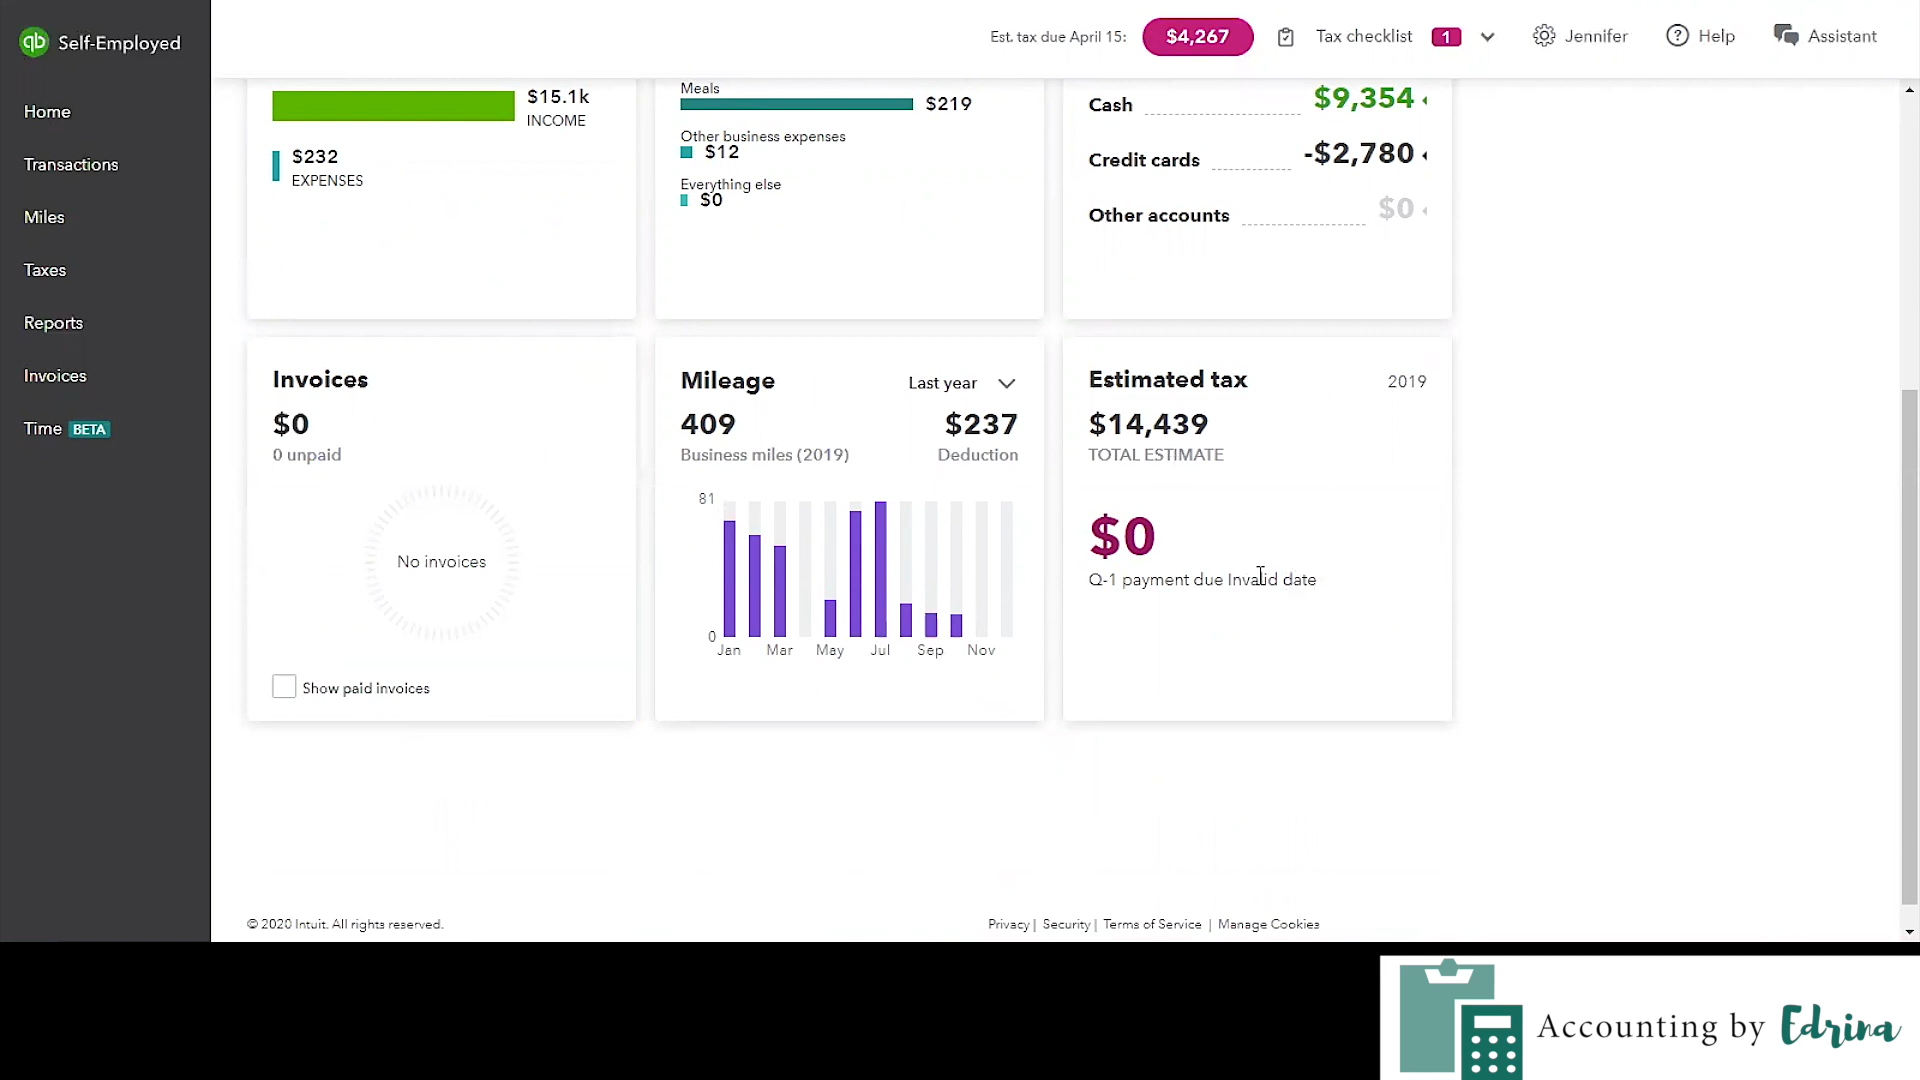 qb Self-Employed
Est. tax due April 15: $4,267 Tax checklist 1 Jennifer Help Assistant
Home
Transactions
Miles
Taxes
Reports
Invoices
Time BETA
$15.1k
INCOME
$232
EXPENSES
Meals
$219
Other business expenses
$12
Everything else
$0
Cash $9,354
Credit cards -$2,780
Other accounts $0
Invoices
$0
0 unpaid
No invoices
Show paid invoices
Mileage Last year
409 $237
Business miles (2019) Deduction
81
0
Jan Mar May Jul Sep Nov
Estimated tax 2019
$14,439
TOTAL ESTIMATE
$0
Q-1 payment due Invalid date
© 2020 Intuit. All rights reserved.
Privacy | Security | Terms of Service | Manage Cookies
Accounting by Edrina